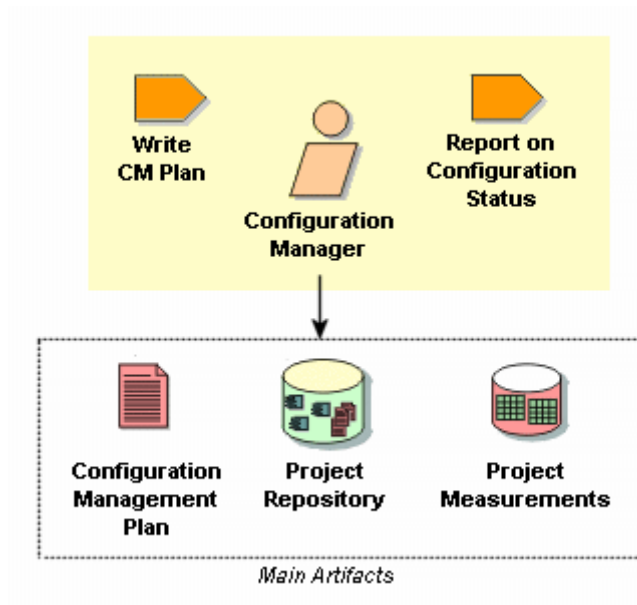 Write
CM Plan
Report on
Configuration
Status
Configuration
Manager
Configuration
Management
Plan
Project
Repository
Project
Measurements
Main Artifacts